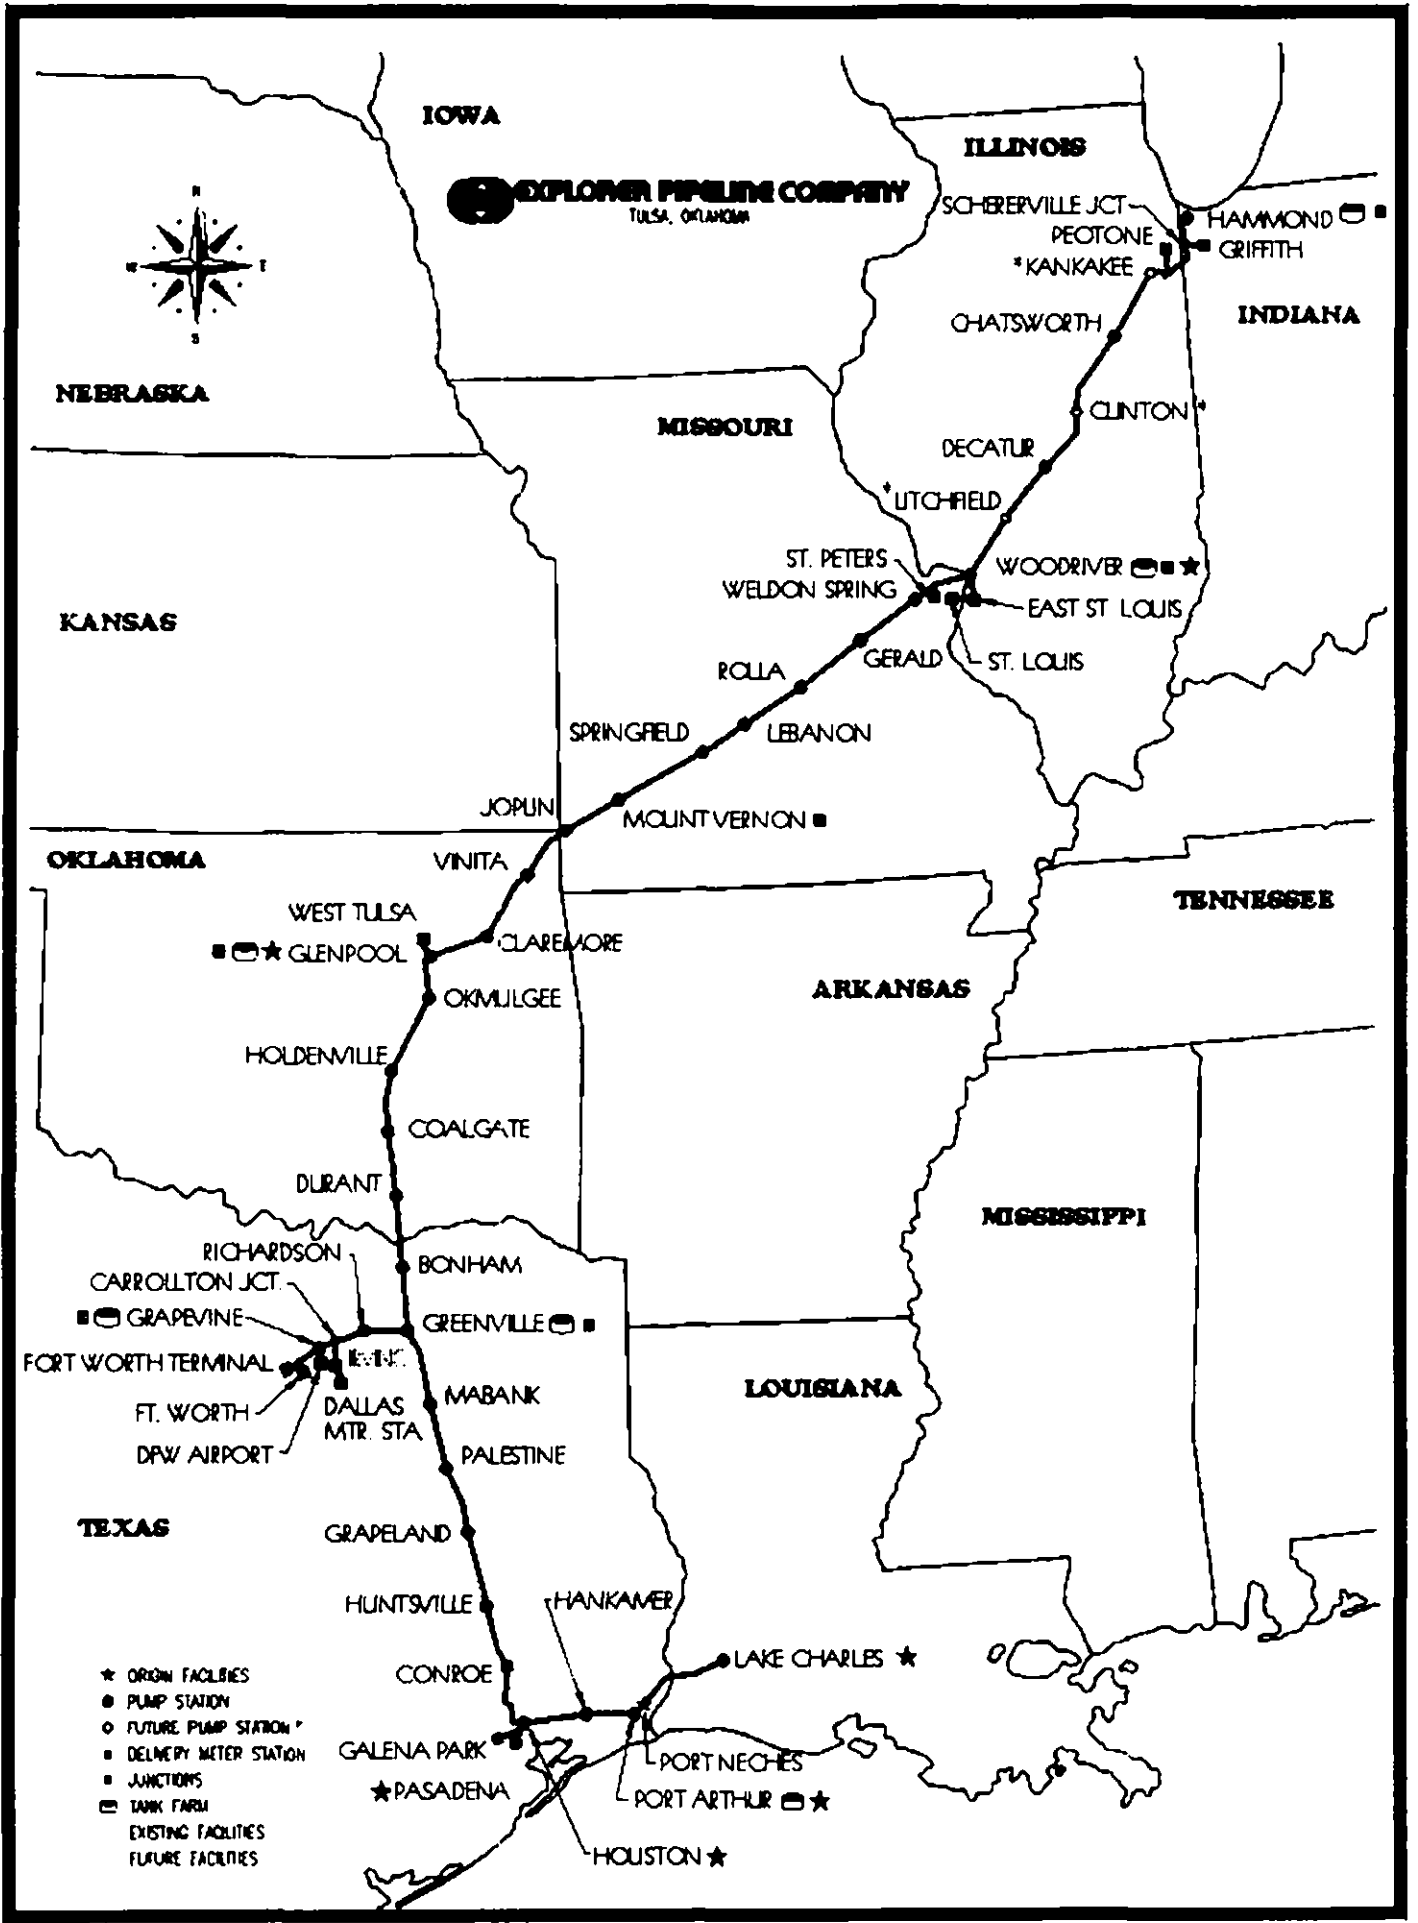 IOWA
ILLINOIS
EXPLORER PIPELINE COMPANY
TULSA, OKLAHOMA
N
W
E
S
SCHERERVILLE JCT
HAMMOND
PEOTONE
GRIFFITH
*KANKAKEE
INDIANA
CHATSWORTH
NEBRASKA
MISSOURI
CLINTON *
DECATUR
*LITCHFIELD
ST. PETERS
WOODRIVER
WELDON SPRING
EAST ST LOUIS
KANSAS
GERALD
ST. LOUIS
ROLLA
SPRINGFIELD
LEBANON
JOPLIN
MOUNT VERNON
OKLAHOMA
VINITA
TENNESSEE
WEST TULSA
CLAREMORE
GLENPOOL
ARKANSAS
OKMULGEE
HOLDENVILLE
COALGATE
DURANT
MISSISSIPPI
RICHARDSON
BONHAM
CARROLLTON JCT.
GRAPEVINE
GREENVILLE
FORT WORTH TERMINAL
IRVING
LOUISIANA
MABANK
FT. WORTH
DALLAS
MTR. STA
DFW AIRPORT
PALESTINE
TEXAS
GRAPELAND
HUNTSVILLE
HANKAMER
CONROE
LAKE CHARLES
GALENA PARK
PORT NECHES
PASADENA
PORT ARTHUR
HOUSTON
ORIGIN FACILITIES
PUMP STATION
FUTURE PUMP STATION *
DELIVERY METER STATION
JUNCTIONS
TANK FARM
EXISTING FACILITIES
FUTURE FACILITIES